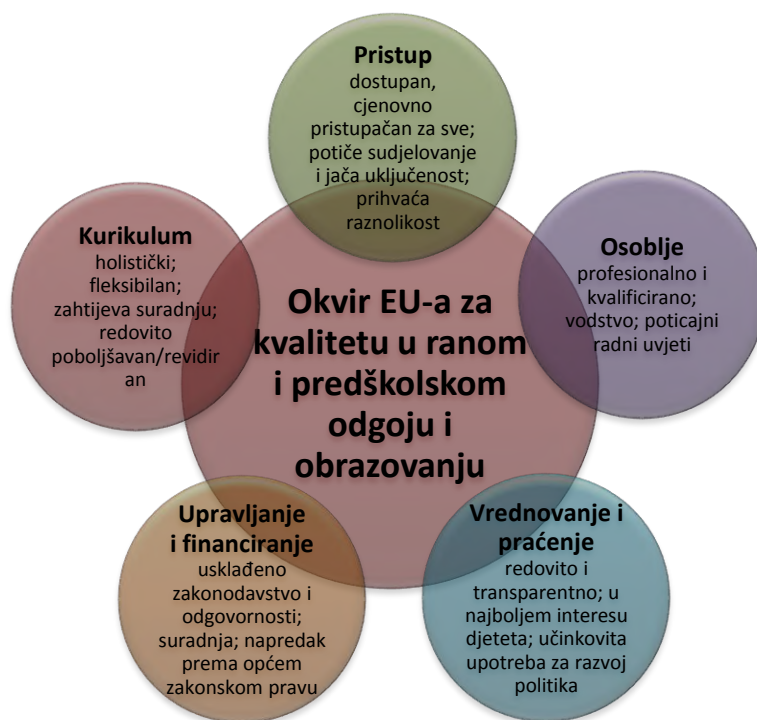 Pristup
dostupan,
cjenovno
pristupačan za sve;
potiče sudjelovanje
i jača uključenost;
prihvaća
raznolikost
Kurikulum
holistički;
fleksibilan;
zahtijeva suradnju;
redovito
poboljšavan/revidir
an
Osoblje
profesionalno i
kvalificirano;
vodstvo; poticajni
radni uvjeti
Okvir EU-a za
kvalitetu u ranom
i predškolskom
odgoju i
obrazovanju
Upravljanje
i financiranje
usklađeno
zakonodavstvo i
odgovornosti;
suradnja; napredak
prema općem
zakonskom pravu
Vrednovanje i
praćenje
redovito i
transparentno; u
najboljem interesu
djeteta; učinkovita
upotreba za razvoj
politika